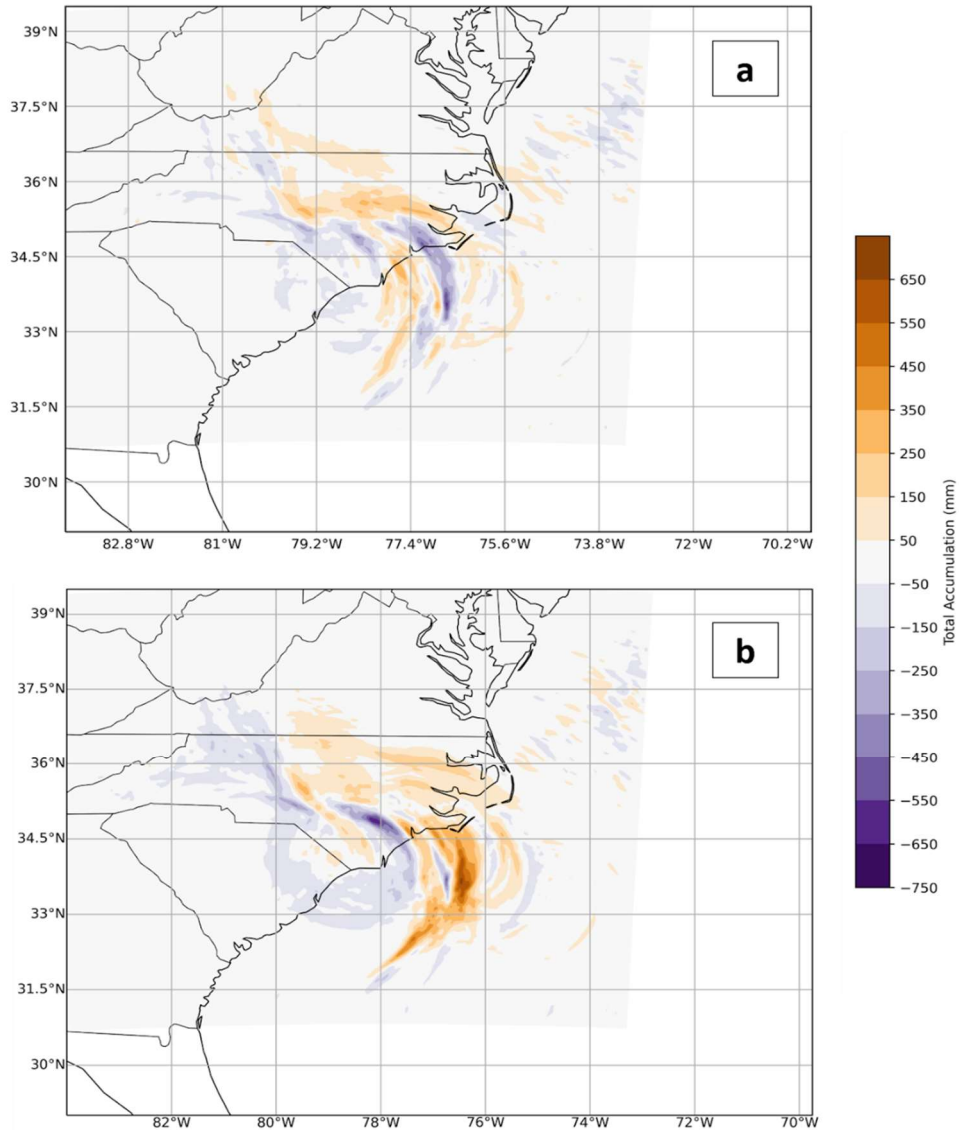 a
39°N
37.5°N
36°N
34.5°N
33°N
31.5°N
30°N
82.8°W 81°W 79.2°W 77.4°W 75.6°W 73.8°W 72°W 70.2°W
b
39°N
37.5°N
36°N
34.5°N
33°N
31.5°N
30°N
82°W 80°W 78°W 76°W 74°W 72°W 70°W
650
550
450
350
250
150
50
−50
−150
−250
−350
−450
−550
−650
−750
Total Accumulation (mm)